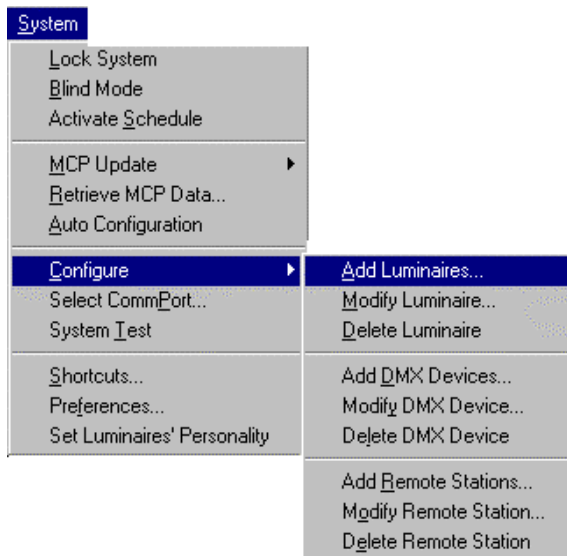 System
Lock System
Blind Mode
Activate Schedule
MCP Update
Retrieve MCP Data...
Auto Configuration
Configure
Select CommPort...
System Test
Shortcuts...
Preferences...
Set Luminaires' Personality
Add Luminaires...
Modify Luminaire...
Delete Luminaire
Add DMX Devices...
Modify DMX Device...
Delete DMX Device
Add Remote Stations...
Modify Remote Station...
Delete Remote Station